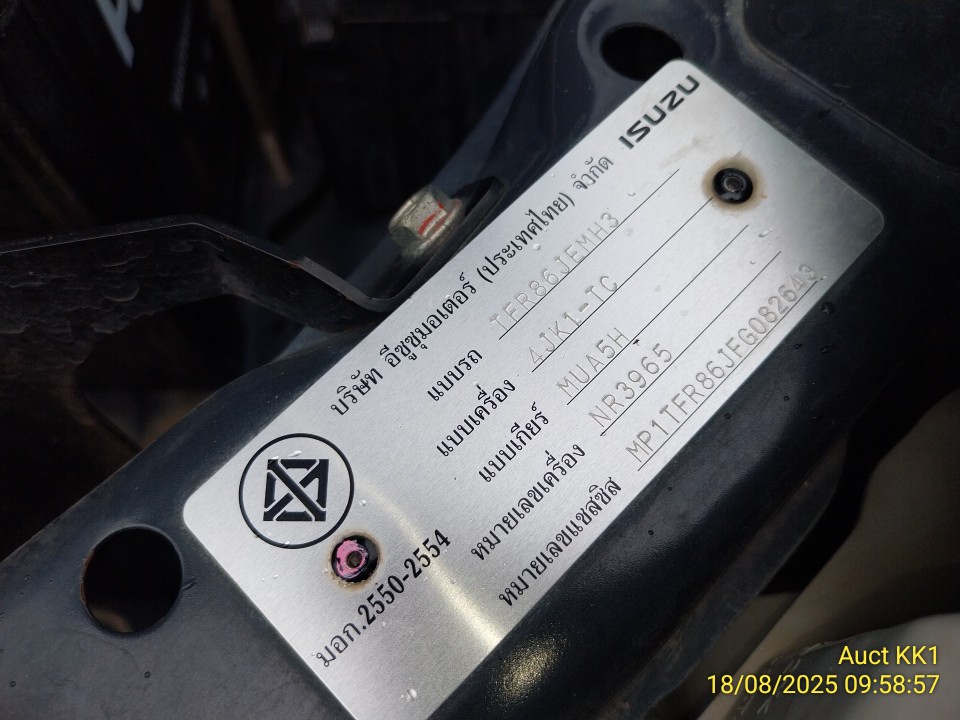 ISUZU
บริษัท อีซูซุมอเตอร์ (ประเทศไทย) จำกัด
แบบรถ TFR86JEMH3
แบบเครื่อง 4JK1-TC
แบบเกียร์ MUA5H
หมายเลขเครื่อง NR3965
หมายเลขแชสซิส MP1TFR86JFG082643
มอก.2550-2554
Auct KK1
18/08/2025 09:58:57